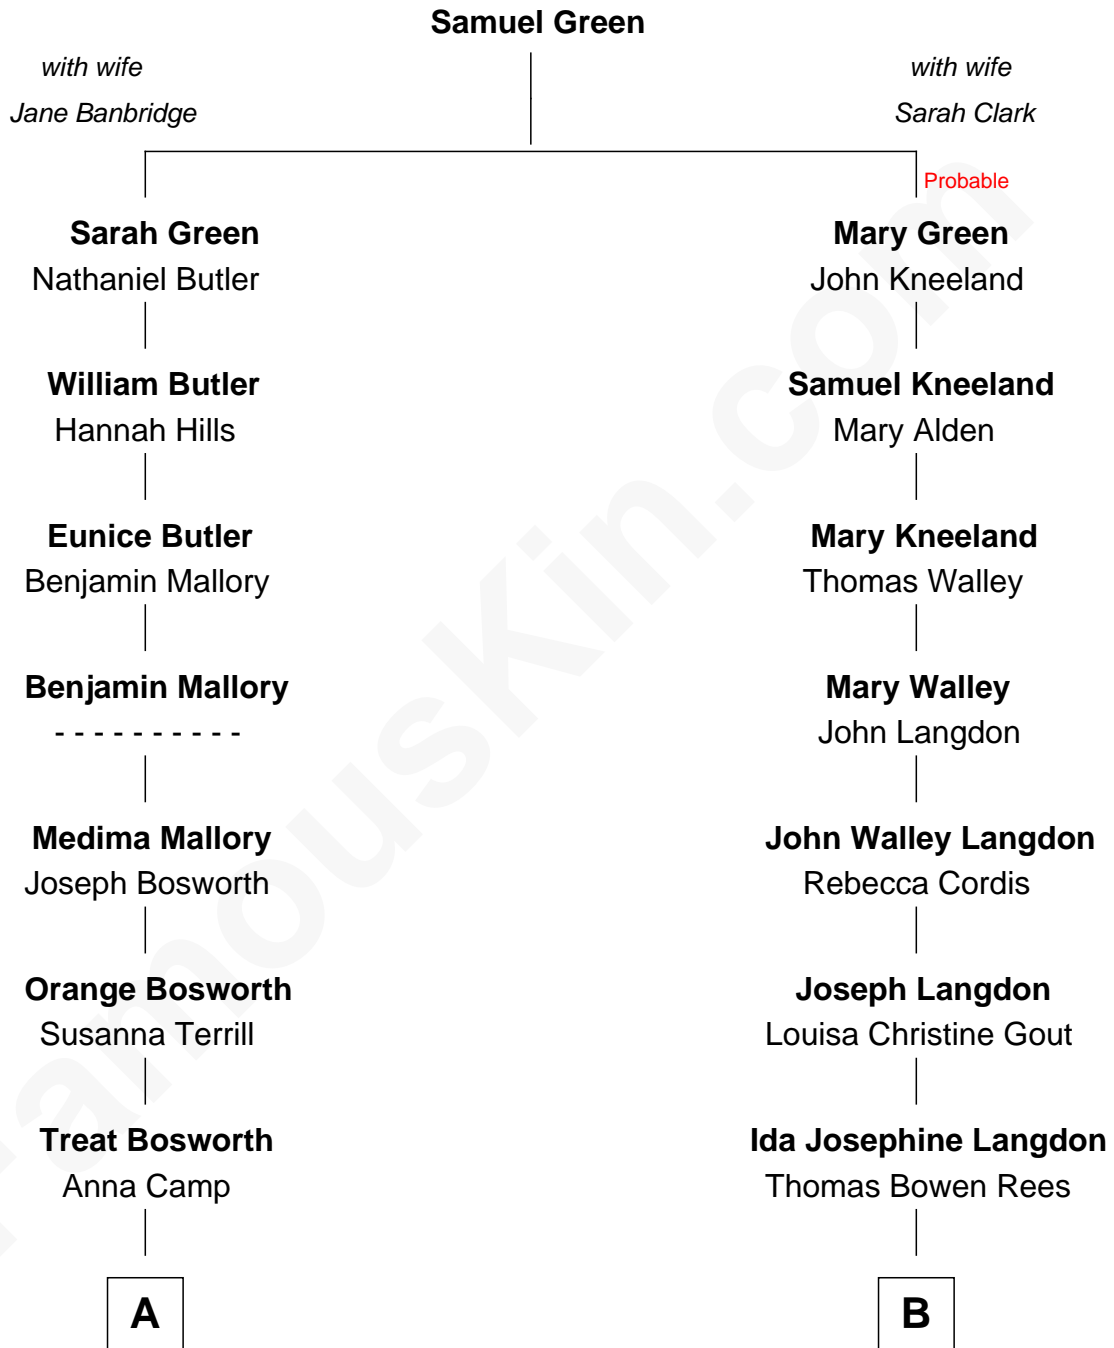 Samuel Green
with wife
Jane Banbridge
with wife
Sarah Clark
Probable
Sarah Green
Nathaniel Butler
Mary Green
John Kneeland
William Butler
Hannah Hills
Samuel Kneeland
Mary Alden
Eunice Butler
Benjamin Mallory
Mary Kneeland
Thomas Walley
Benjamin Mallory
- - - - - - - - - -
Mary Walley
John Langdon
Medima Mallory
Joseph Bosworth
John Walley Langdon
Rebecca Cordis
Orange Bosworth
Susanna Terrill
Joseph Langdon
Louisa Christine Gout
Treat Bosworth
Anna Camp
Ida Josephine Langdon
Thomas Bowen Rees
A
B
FamousKin.com